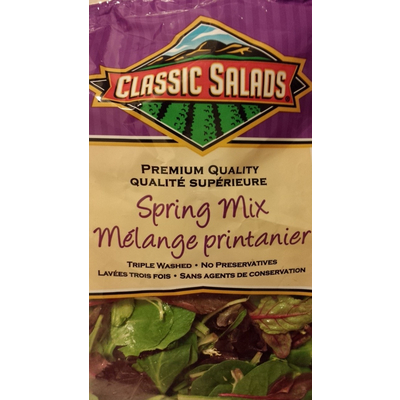 CLASSIC SALADS®
PREMIUM QUALITY
QUALITÉ SUPÉRIEURE
Spring Mix
Mélange printanier
TRIPLE WASHED • NO PRESERVATIVES
LAVÉES TROIS FOIS • SANS AGENTS DE CONSERVATION